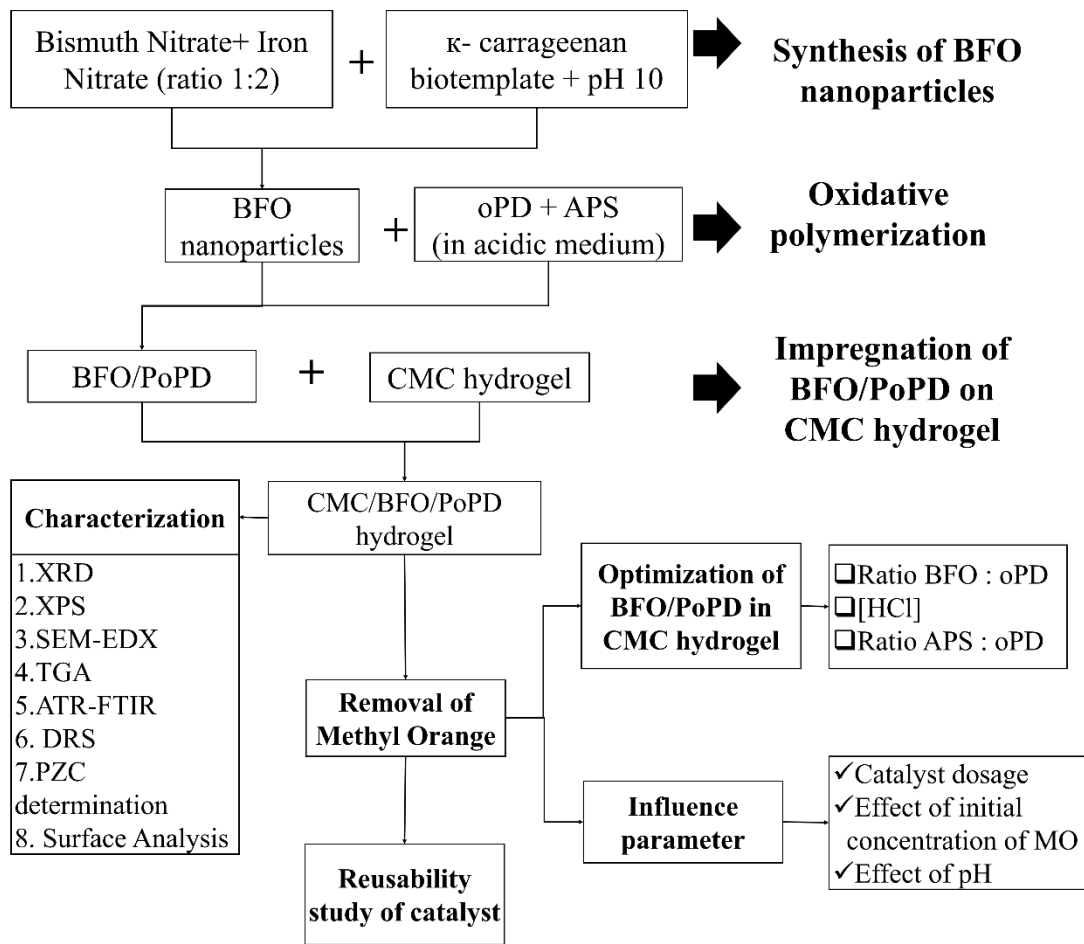 Bismuth Nitrate+ Iron
Nitrate (ratio 1:2)
+
κ- carrageenan
biotemplate + pH 10
Synthesis of BFO
nanoparticles
BFO
nanoparticles
+
oPD + APS
(in acidic medium)
Oxidative
polymerization
BFO/PoPD
+
CMC hydrogel
Impregnation of
BFO/PoPD on
CMC hydrogel
CMC/BFO/PoPD
hydrogel
Characterization
1.XRD
2.XPS
3.SEM-EDX
4.TGA
5.ATR-FTIR
6. DRS
7.PZC
determination
8. Surface Analysis
Optimization of
BFO/PoPD in
CMC hydrogel
❑Ratio BFO : oPD
❑[HCl]
❑Ratio APS : oPD
Removal of
Methyl Orange
Influence
parameter
✓Catalyst dosage
✓Effect of initial
concentration of MO
✓Effect of pH
Reusability
study of catalyst